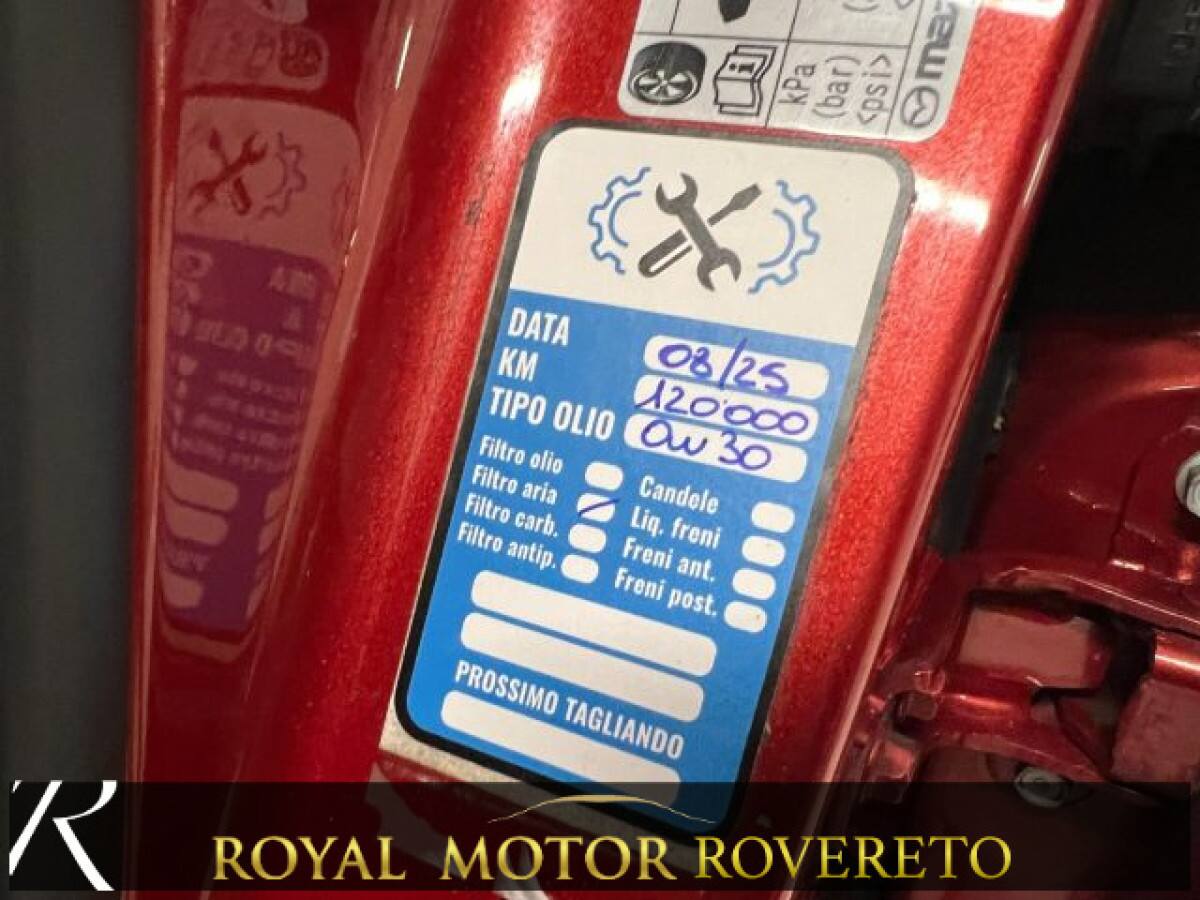 kPa
(bar)
<psi>
DATA 08/25
KM 120'000
TIPO OLIO 0w30
Filtro olio
Filtro aria
Filtro carb.
Filtro antip.
Candele
Liq. freni
Freni ant.
Freni post.
PROSSIMO TAGLIANDO
R
ROYAL MOTOR ROVERETO